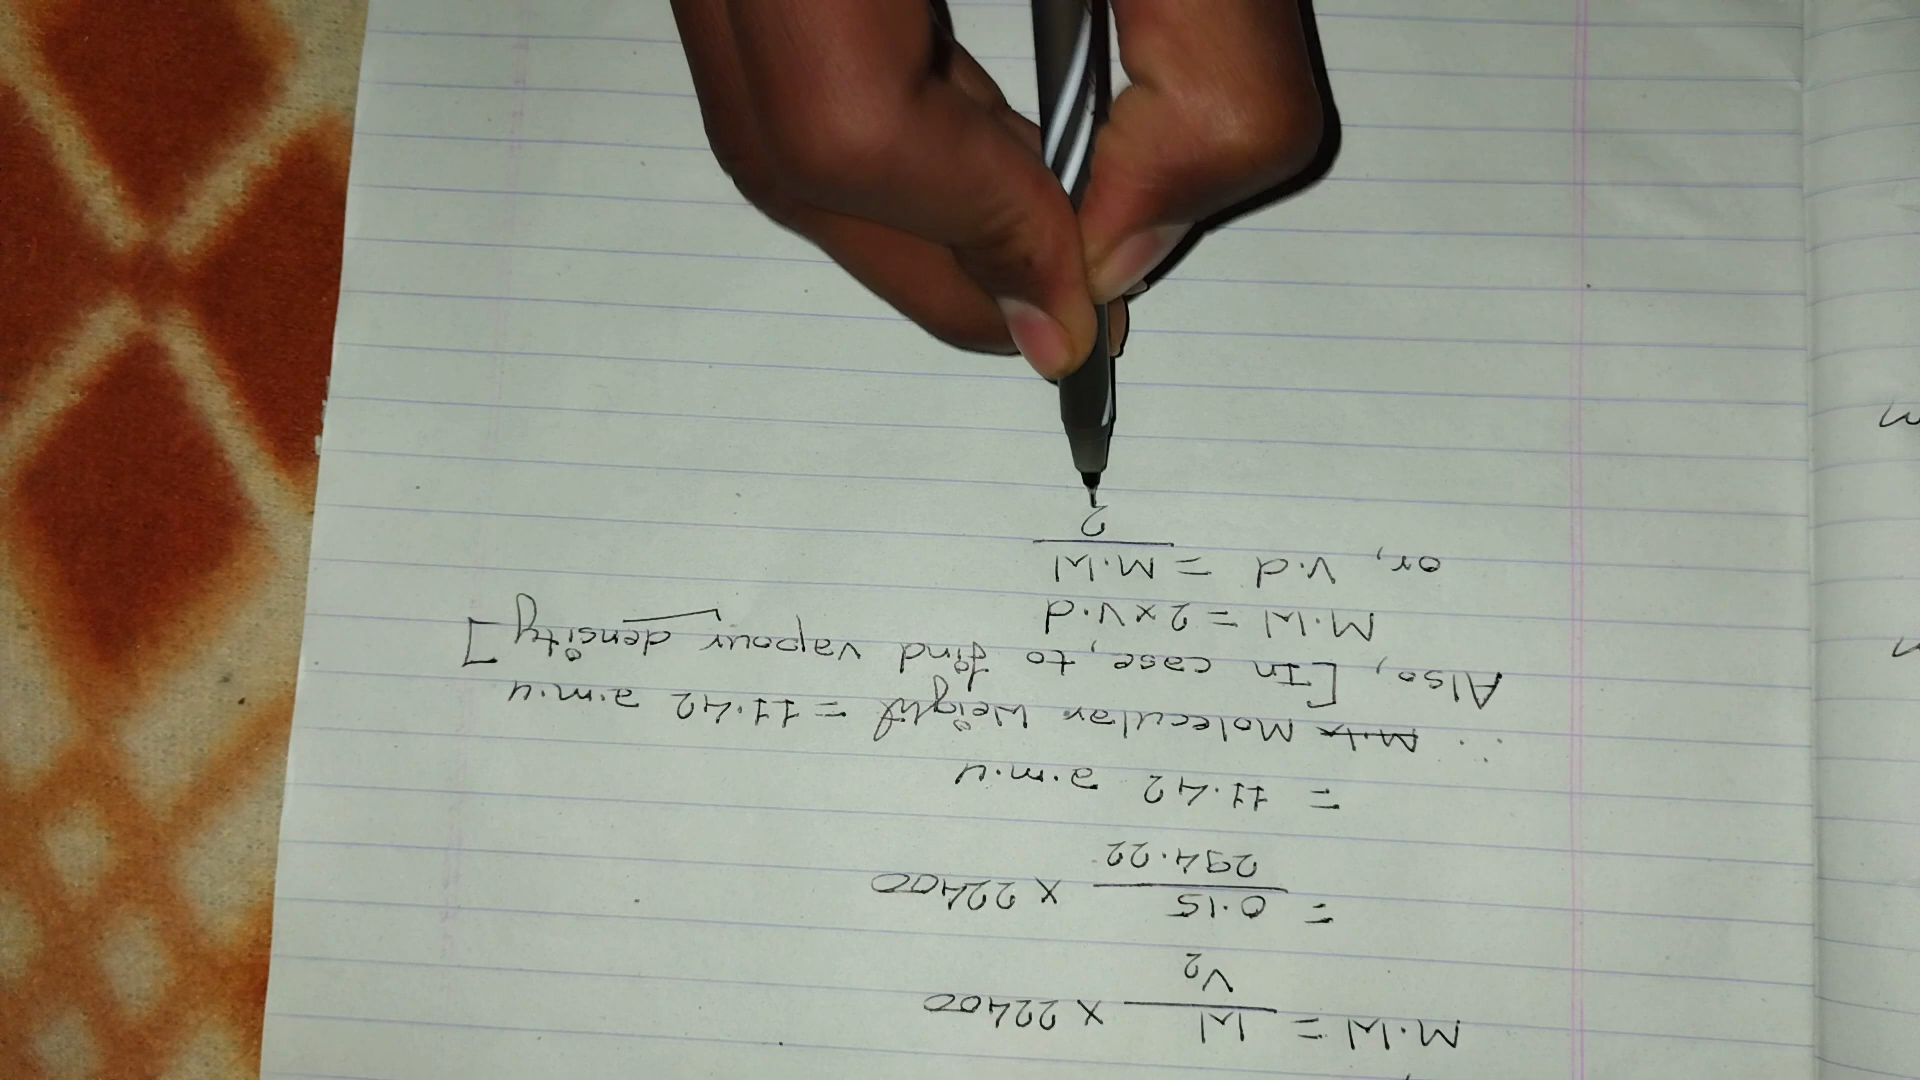 M.W = W/V₂ × 22400
= 0.15/294.22 × 22400
= 11.42 a.m.u
∴ Molecular Weight = 11.42 a.m.u
Also, [In case, to find vapour density]
M.W = 2 × V.d
or, V.d = M.W/2